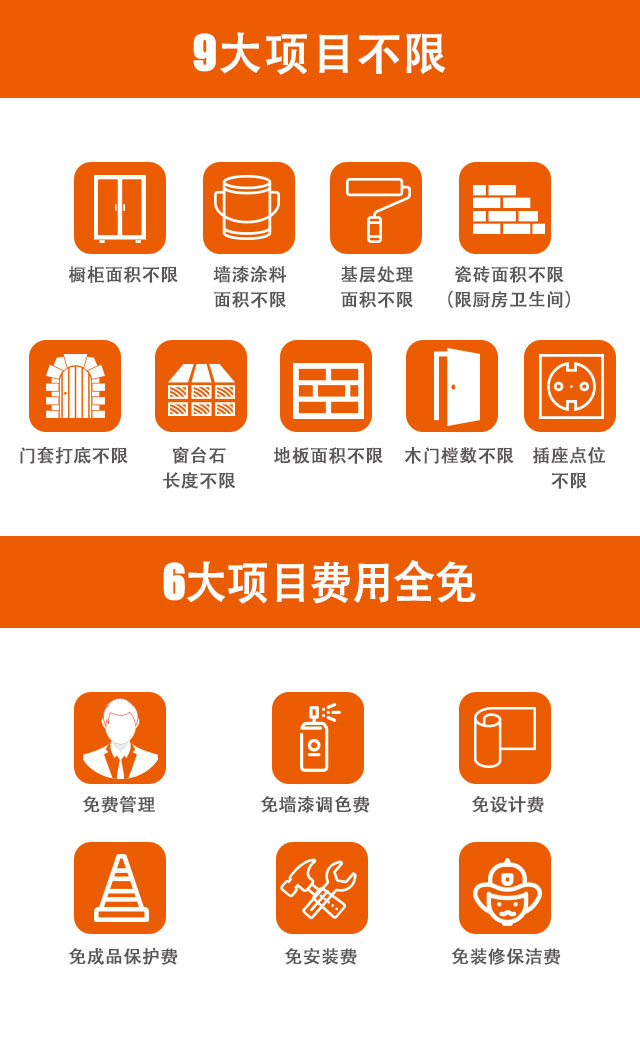 9大项目不限
橱柜面积不限
墙漆涂料
面积不限
基层处理
面积不限
瓷砖面积不限
（限厨房卫生间）
门套打底不限
窗台石
长度不限
地板面积不限
木门樘数不限
插座点位
不限
6大项目费用全免
免费管理
免墙漆调色费
免设计费
免成品保护费
免安装费
免装修保洁费